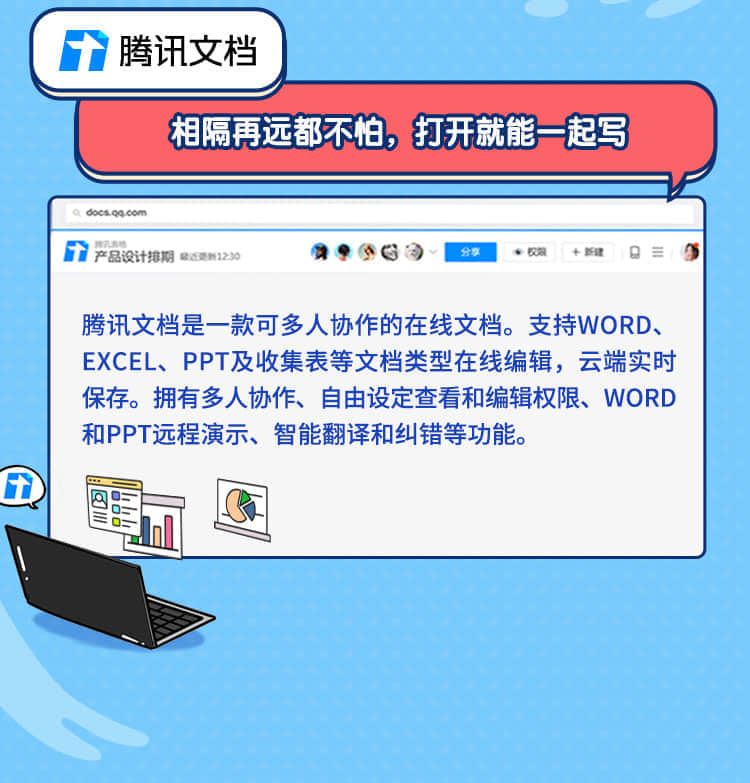 腾讯文档
相隔再远都不怕，打开就能一起写
docs.qq.com
腾讯文档
产品设计排期 最近更新12:30
分享 权限 + 新建
腾讯文档是一款可多人协作的在线文档。支持WORD、
EXCEL、PPT及收集表等文档类型在线编辑，云端实时
保存。拥有多人协作、自由设定查看和编辑权限、WORD
和PPT远程演示、智能翻译和纠错等功能。